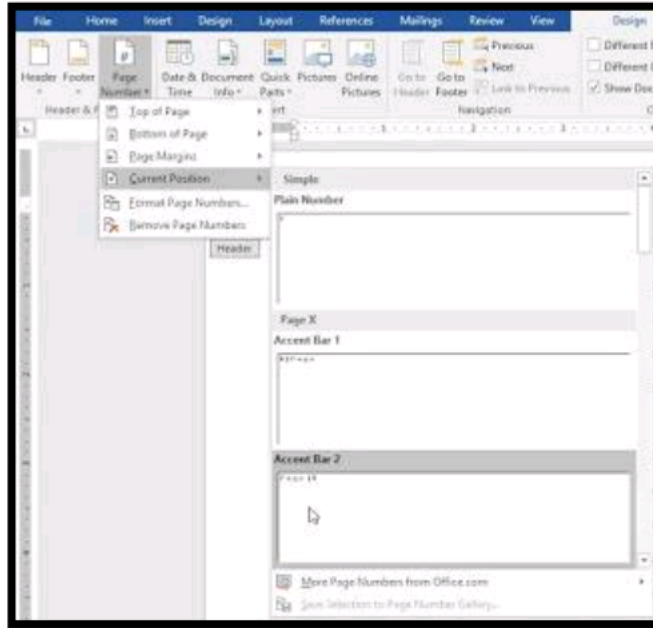 File Home Insert Design Layout References Mailings Review View Design
Header Footer Page Number Date & Time Document Info Quick Parts Pictures Online Pictures Go to Header Go to Footer
Previous
Next
Link to Previous
Different
Different
Show Doc
Header & F
Navigation
Top of Page
Bottom of Page
Page Margins
Current Position
Format Page Numbers...
Remove Page Numbers
Header
Simple
Plain Number
Page X
Accent Bar 1
Accent Bar 2
More Page Numbers from Office.com
Save Selection to Page Number Gallery...